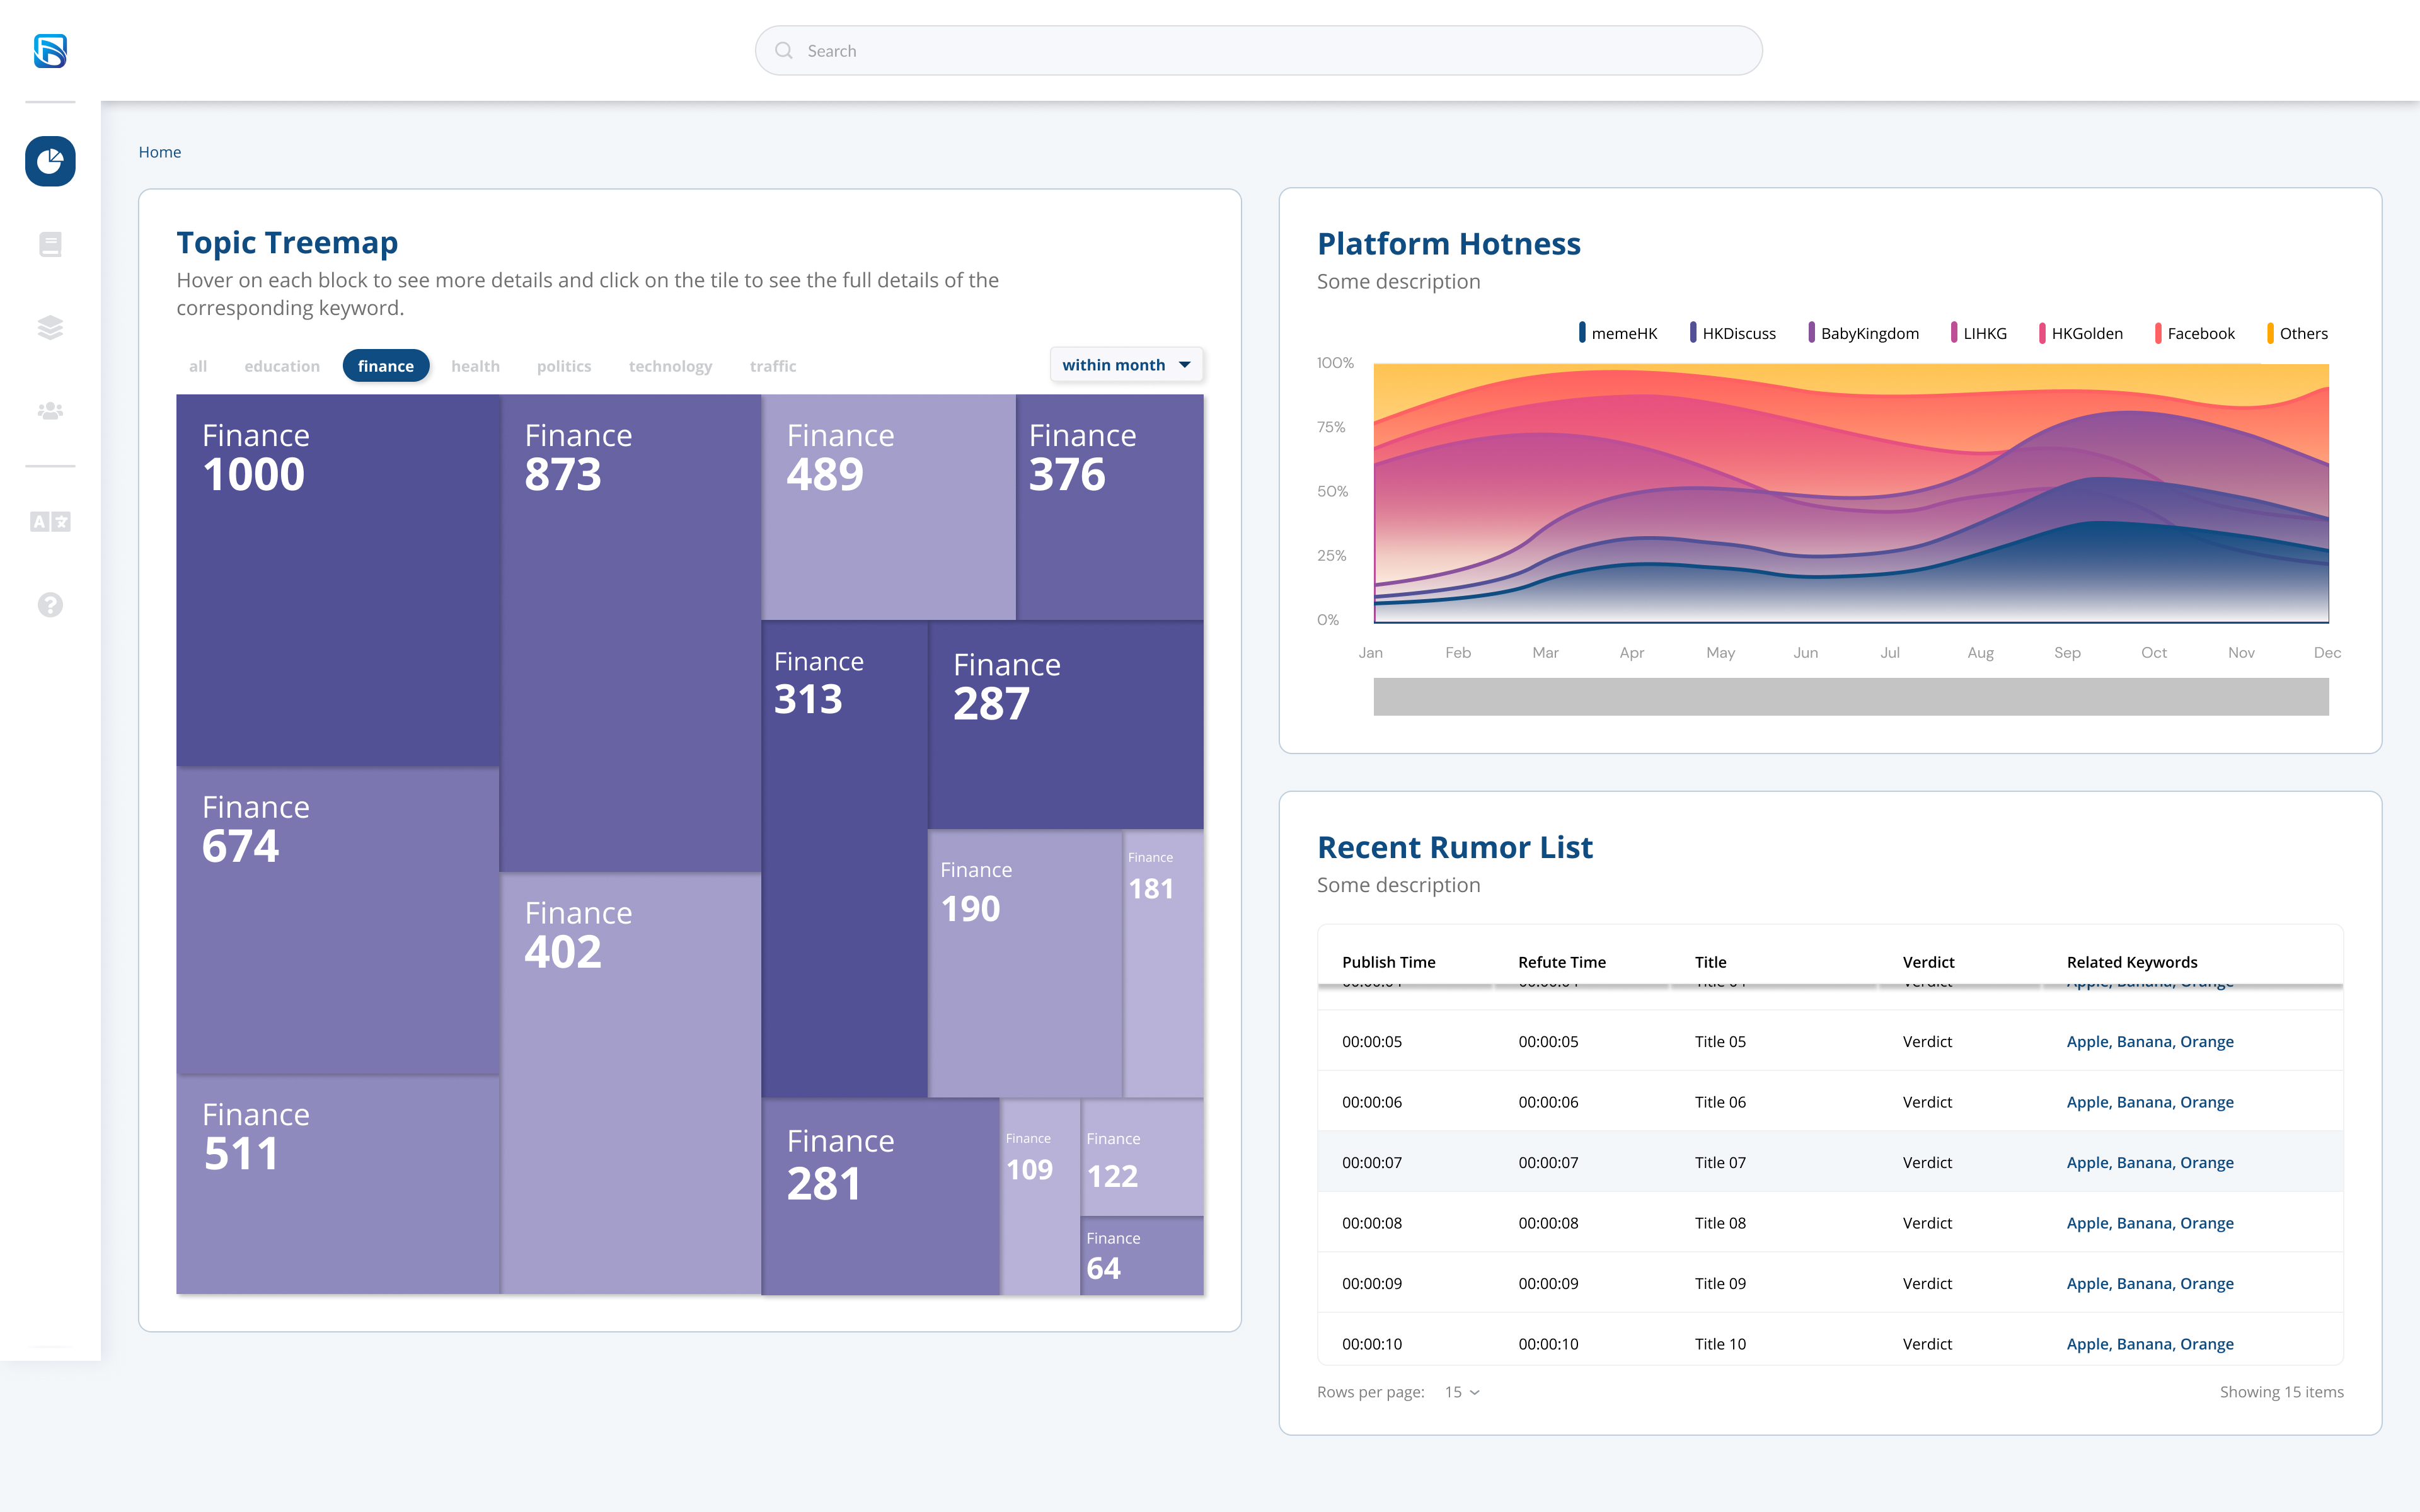 Search
Home
Topic Treemap
Hover on each block to see more details and click on the tile to see the full details of the
corresponding keyword.
all education finance health politics technology traffic within month
Finance
1000
Finance
873
Finance
489
Finance
376
Finance
313
Finance
287
Finance
674
Finance
190
Finance
181
Finance
402
Finance
511
Finance
281
Finance
109
Finance
122
Finance
64
Platform Hotness
Some description
memeHK HKDiscuss BabyKingdom LIHKG HKGolden Facebook Others
100%
75%
50%
25%
0%
Jan Feb Mar Apr May Jun Jul Aug Sep Oct Nov Dec
Recent Rumor List
Some description
Publish Time Refute Time Title Verdict Related Keywords
00:00:05 00:00:05 Title 05 Verdict Apple, Banana, Orange
00:00:06 00:00:06 Title 06 Verdict Apple, Banana, Orange
00:00:07 00:00:07 Title 07 Verdict Apple, Banana, Orange
00:00:08 00:00:08 Title 08 Verdict Apple, Banana, Orange
00:00:09 00:00:09 Title 09 Verdict Apple, Banana, Orange
00:00:10 00:00:10 Title 10 Verdict Apple, Banana, Orange
Rows per page: 15 Showing 15 items
A 文
?